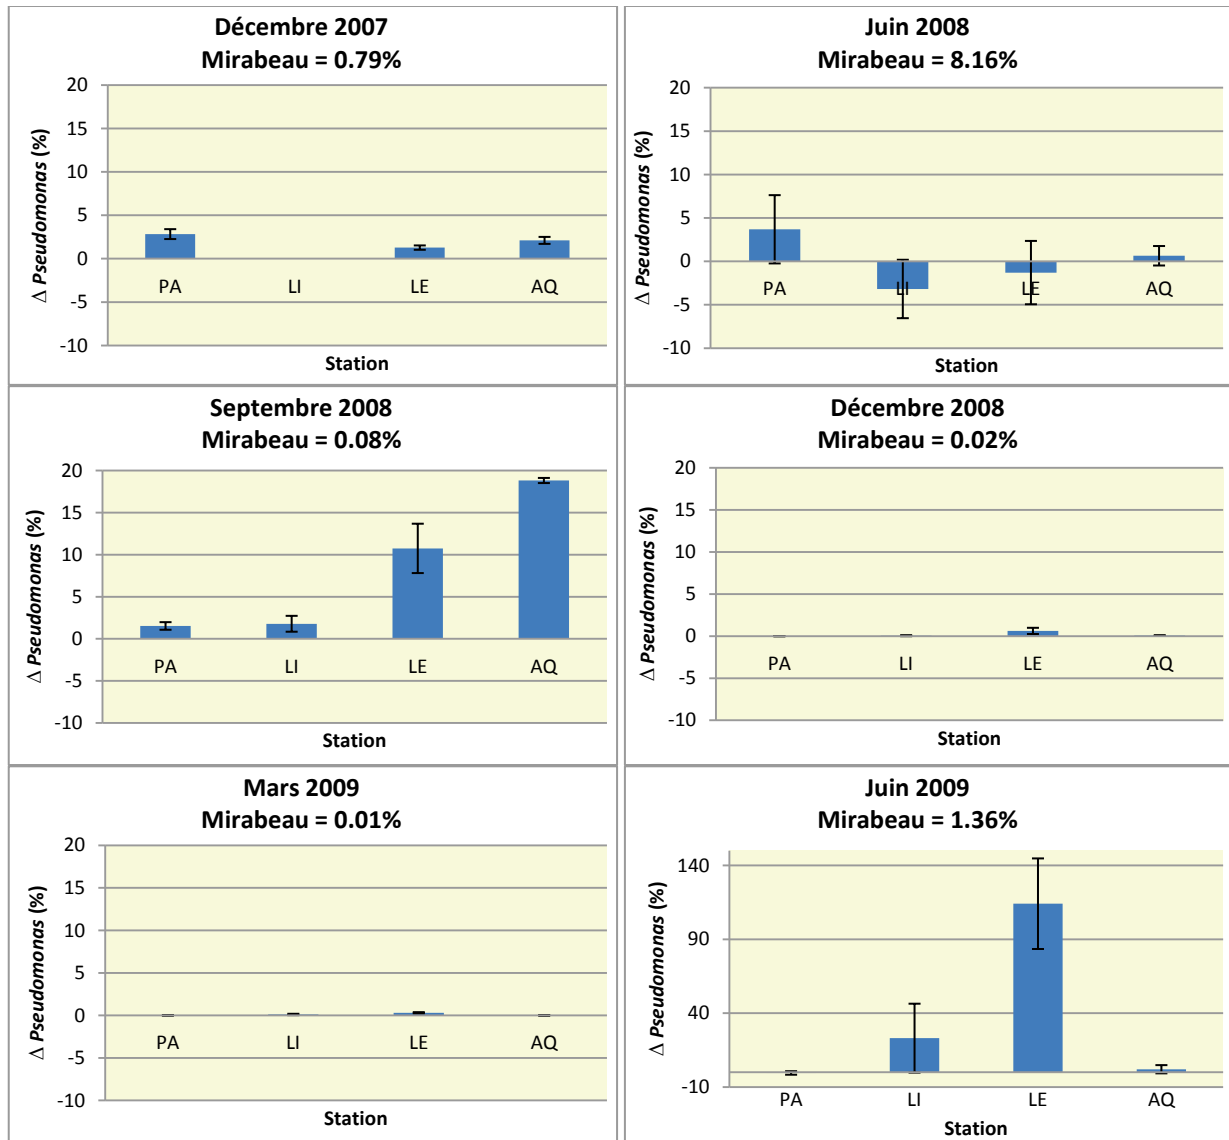 Décembre 2007
Mirabeau = 0.79%
20
15
10
5
0
-5
-10
Δ Pseudomonas (%)
PA LI LE AQ
Station
Juin 2008
Mirabeau = 8.16%
20
15
10
5
0
-5
-10
Δ Pseudomonas (%)
PA LI LE AQ
Station
Septembre 2008
Mirabeau = 0.08%
20
15
10
5
0
-5
-10
Δ Pseudomonas (%)
PA LI LE AQ
Station
Décembre 2008
Mirabeau = 0.02%
20
15
10
5
0
-5
-10
Δ Pseudomonas (%)
PA LI LE AQ
Station
Mars 2009
Mirabeau = 0.01%
20
15
10
5
0
-5
-10
Δ Pseudomonas (%)
PA LI LE AQ
Station
Juin 2009
Mirabeau = 1.36%
140
90
40
-10
Δ Pseudomonas (%)
PA LI LE AQ
Station